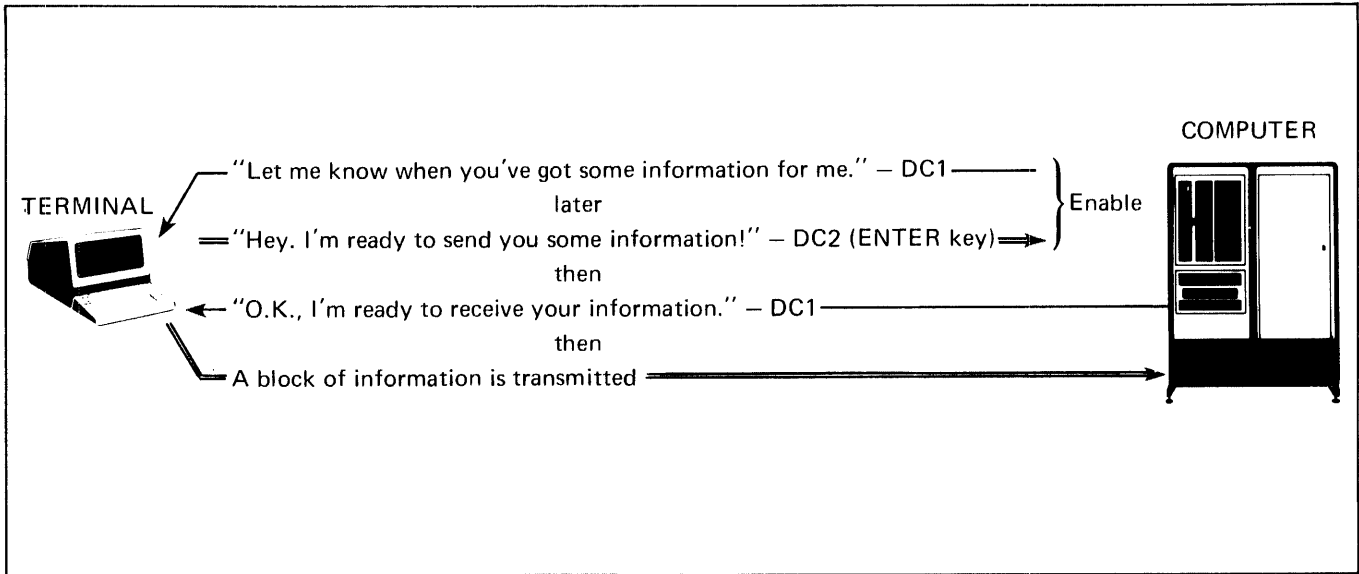 COMPUTER
"Let me know when you've got some information for me." — DC1
TERMINAL
later
Enable
"Hey. I'm ready to send you some information!" — DC2 (ENTER key)
then
"O.K., I'm ready to receive your information." — DC1
then
A block of information is transmitted